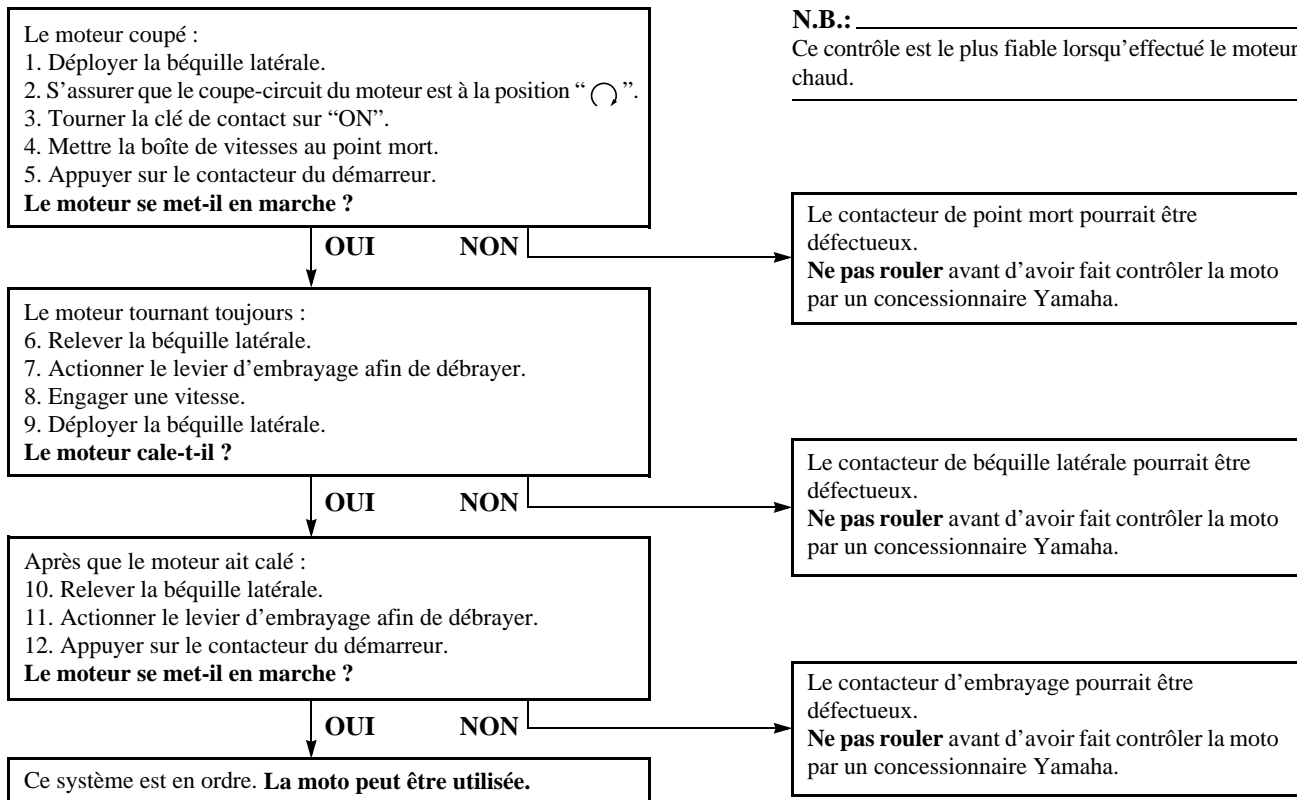 Le moteur coupé :
1. Déployer la béquille latérale.
2. S’assurer que le coupe-circuit du moteur est à la position “ ”.
3. Tourner la clé de contact sur “ON”.
4. Mettre la boîte de vitesses au point mort.
5. Appuyer sur le contacteur du démarreur.
Le moteur se met-il en marche ?
N.B.:
Ce contrôle est le plus fiable lorsqu’effectué le moteur
chaud.
OUI NON
Le contacteur de point mort pourrait être
défectueux.
Ne pas rouler avant d’avoir fait contrôler la moto
par un concessionnaire Yamaha.
Le moteur tournant toujours :
6. Relever la béquille latérale.
7. Actionner le levier d’embrayage afin de débrayer.
8. Engager une vitesse.
9. Déployer la béquille latérale.
Le moteur cale-t-il ?
OUI NON
Le contacteur de béquille latérale pourrait être
défectueux.
Ne pas rouler avant d’avoir fait contrôler la moto
par un concessionnaire Yamaha.
Après que le moteur ait calé :
10. Relever la béquille latérale.
11. Actionner le levier d’embrayage afin de débrayer.
12. Appuyer sur le contacteur du démarreur.
Le moteur se met-il en marche ?
OUI NON
Le contacteur d’embrayage pourrait être
défectueux.
Ne pas rouler avant d’avoir fait contrôler la moto
par un concessionnaire Yamaha.
Ce système est en ordre. La moto peut être utilisée.